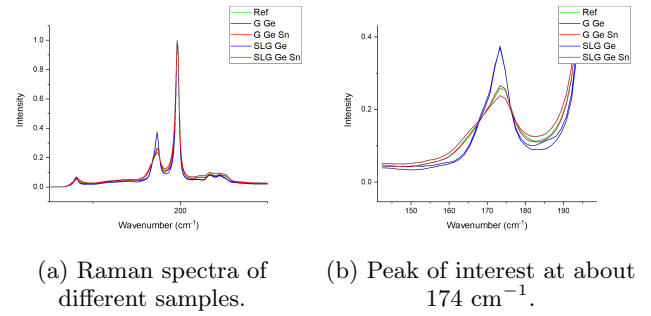 Ref
G Ge
G Ge Sn
SLG Ge
SLG Ge Sn
1.0
0.8
0.6
0.4
0.2
0.0
Intensity
200
Wavenumber (cm⁻¹)
(a) Raman spectra of
different samples.
Ref
G Ge
G Ge Sn
SLG Ge
SLG Ge Sn
0.4
0.2
0.0
Intensity
150 160 170 180 190
Wavenumber (cm⁻¹)
(b) Peak of interest at about
174 cm⁻¹.